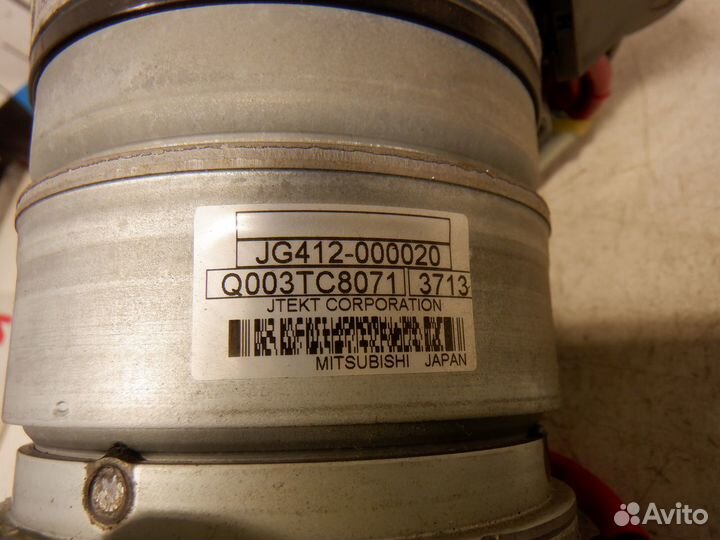 JG412-000020
Q003TC8071 3713
JTEKT CORPORATION
MITSUBISHI JAPAN
Avito